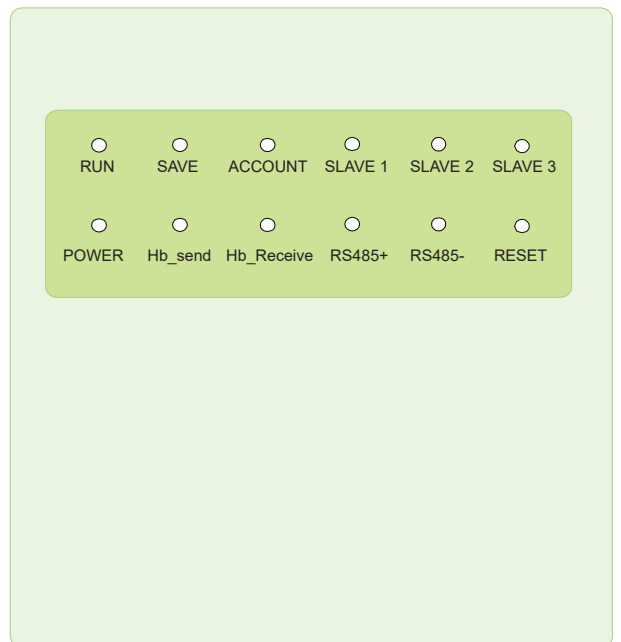 RUN SAVE ACCOUNT SLAVE 1 SLAVE 2 SLAVE 3
POWER Hb_send Hb_Receive RS485+ RS485- RESET